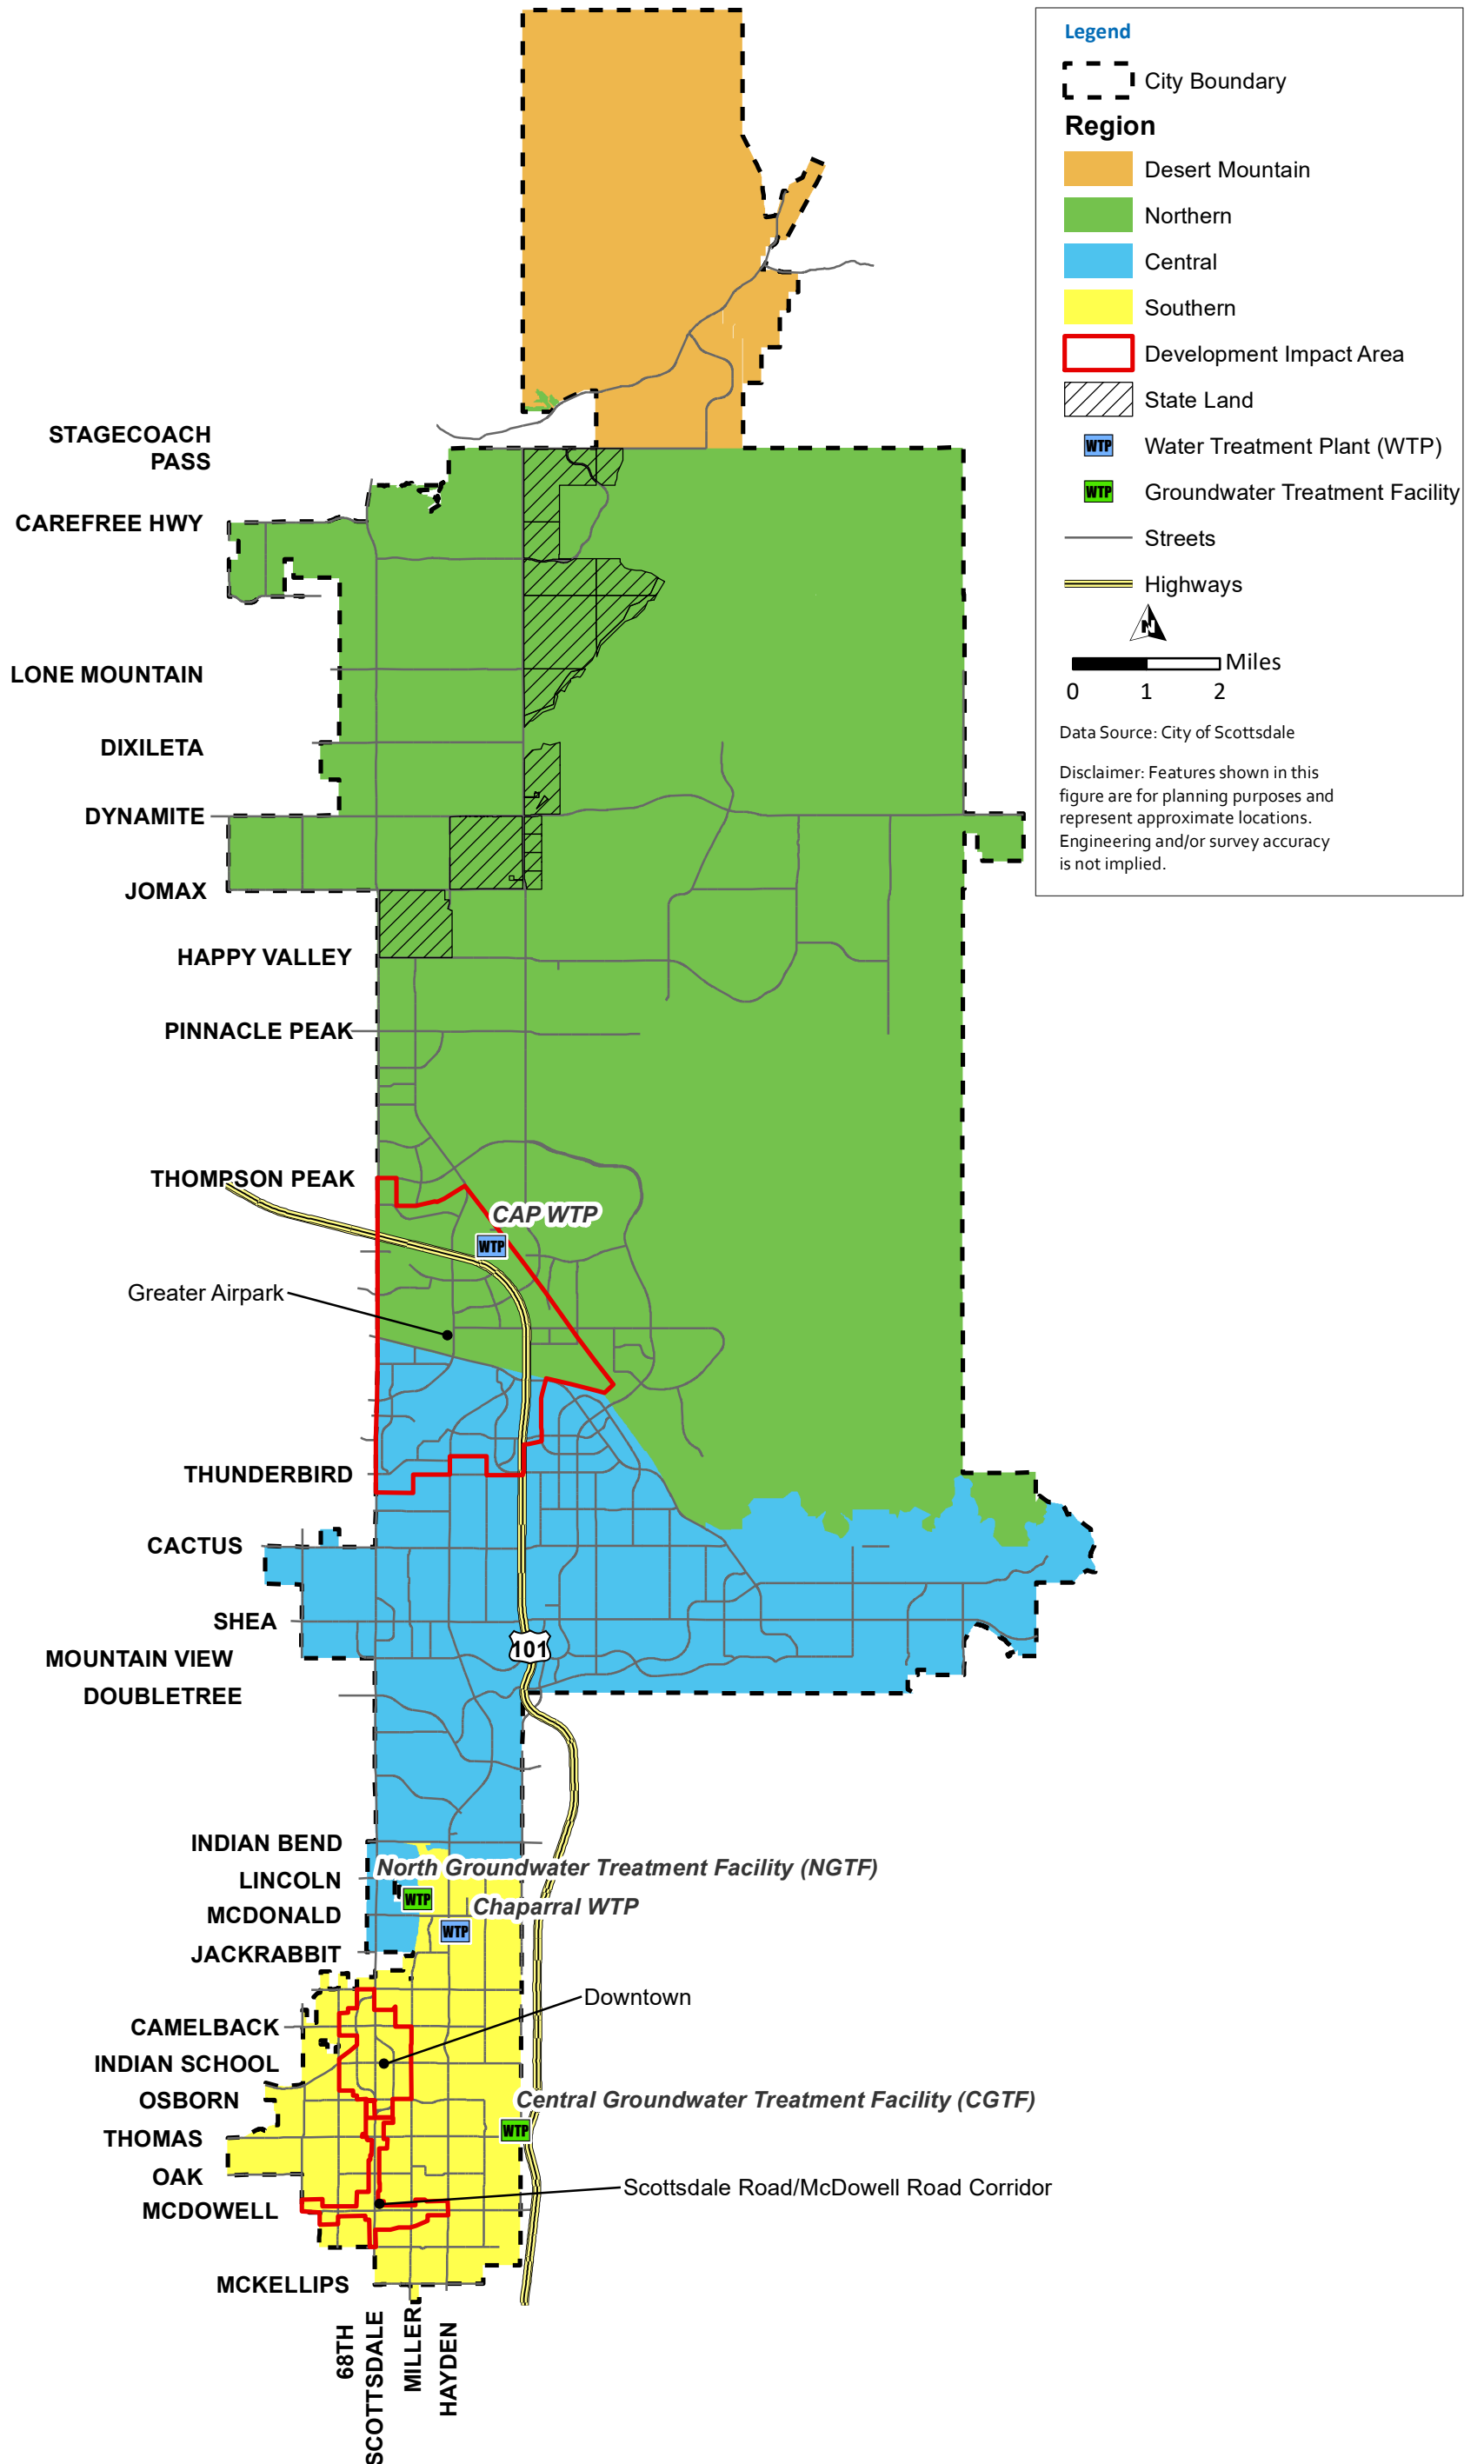 Legend
City Boundary
Region
Desert Mountain
Northern
Central
Southern
Development Impact Area
State Land
WTP Water Treatment Plant (WTP)
WTP Groundwater Treatment Facility
Streets
Highways
N
Miles
0 1 2
Data Source: City of Scottsdale
Disclaimer: Features shown in this
figure are for planning purposes and
represent approximate locations.
Engineering and/or survey accuracy
is not implied.
STAGECOACH
PASS
CAREFREE HWY
LONE MOUNTAIN
DIXILETA
DYNAMITE
JOMAX
HAPPY VALLEY
PINNACLE PEAK
THOMPSON PEAK
CAP WTP
WTP
Greater Airpark
THUNDERBIRD
CACTUS
SHEA
101
MOUNTAIN VIEW
DOUBLETREE
INDIAN BEND
North Groundwater Treatment Facility (NGTF)
LINCOLN
WTP
Chaparral WTP
MCDONALD
WTP
JACKRABBIT
Downtown
CAMELBACK
INDIAN SCHOOL
OSBORN
Central Groundwater Treatment Facility (CGTF)
WTP
THOMAS
OAK
Scottsdale Road/McDowell Road Corridor
MCDOWELL
MCKELLIPS
68TH
SCOTTSDALE
MILLER
HAYDEN